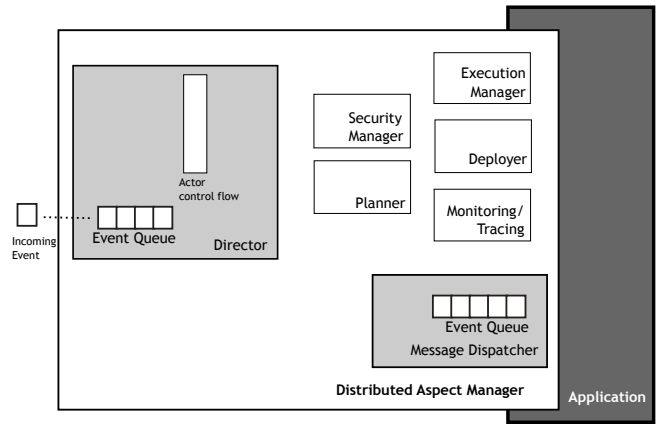 Execution
Manager
Security
Manager
Deployer
Planner
Monitoring/
Tracing
Actor
control flow
Event Queue
Director
Incoming
Event
Event Queue
Message Dispatcher
Distributed Aspect Manager
Application